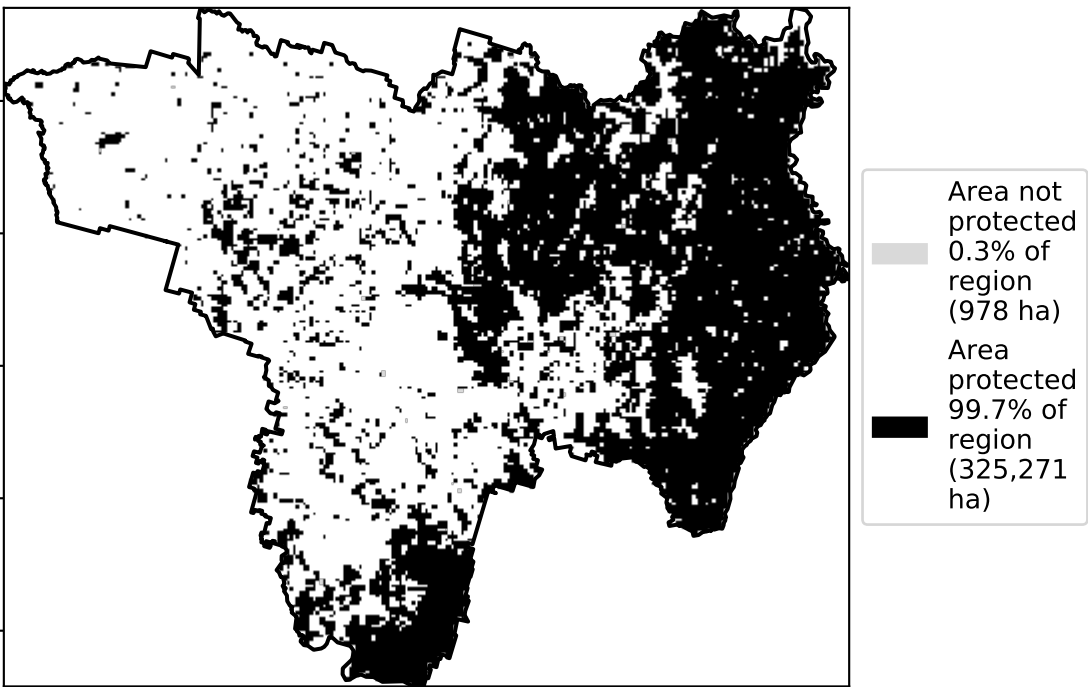 Area not
protected
0.3% of
region
(978 ha)
Area
protected
99.7% of
region
(325,271
ha)